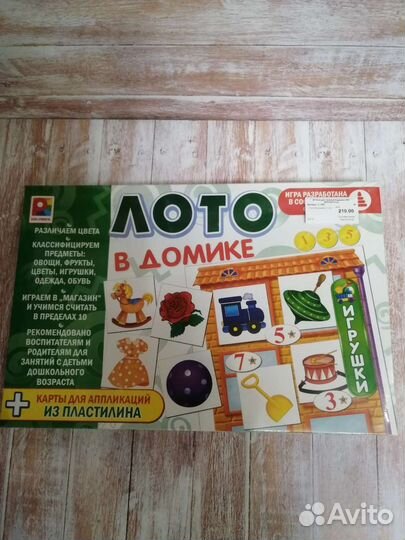 ЛОТО
В ДОМИКЕ
ИГРА РАЗРАБОТАНА
219.00
РАЗЛИЧАЕМ ЦВЕТА
КЛАССИФИЦИРУЕМ
ПРЕДМЕТЫ:
ОВОЩИ, ФРУКТЫ,
ЦВЕТЫ, ИГРУШКИ,
ОДЕЖДА, ОБУВЬ
ИГРАЕМ В „МАГАЗИН"
И УЧИМСЯ СЧИТАТЬ
В ПРЕДЕЛАХ 10
РЕКОМЕНДОВАНО
ВОСПИТАТЕЛЯМ И
РОДИТЕЛЯМ ДЛЯ
ЗАНЯТИЙ С ДЕТЬМИ
ДОШКОЛЬНОГО
ВОЗРАСТА
+ КАРТЫ ДЛЯ АППЛИКАЦИЙ
ИЗ ПЛАСТИЛИНА
1 3 5
5
7
3
ИГРУШКИ
Avito